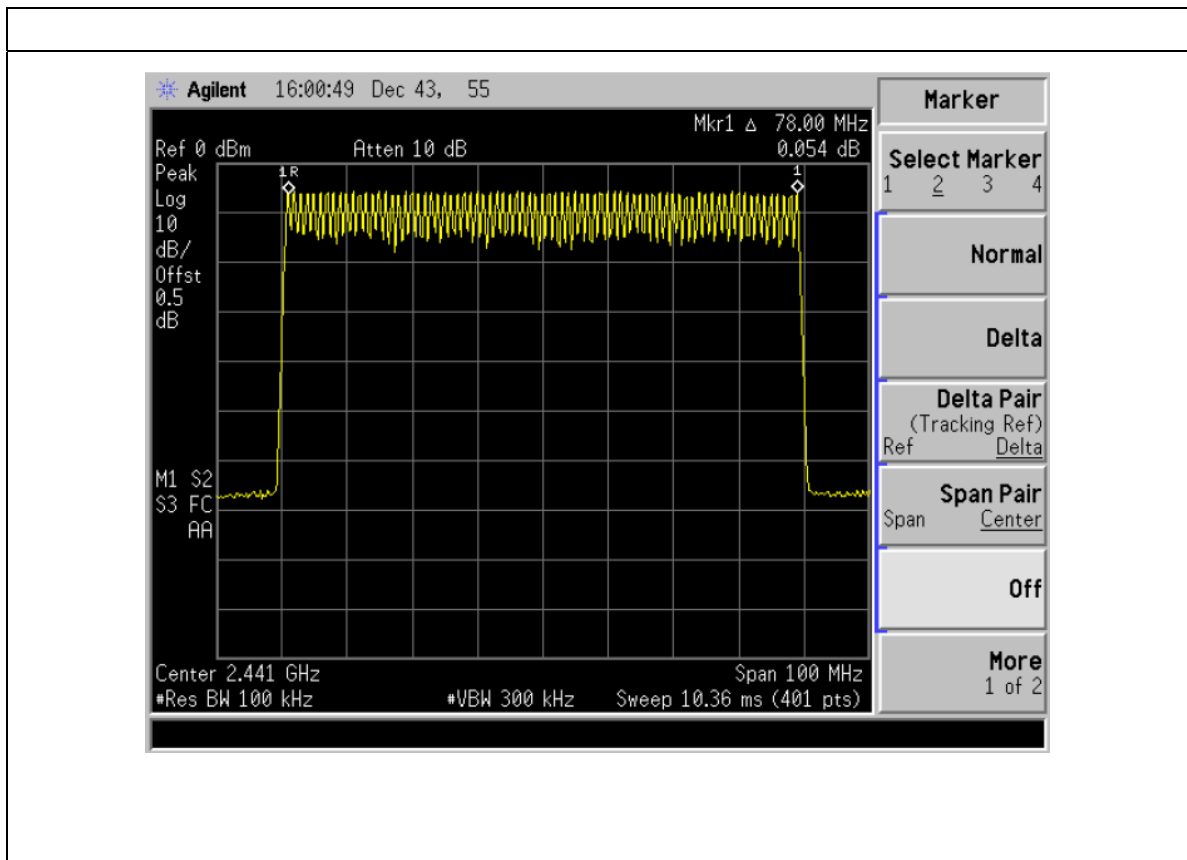 Agilent 16:00:49 Dec 43, 55
Mkr1 Δ 78.00 MHz
Ref 0 dBm Atten 10 dB 0.054 dB
Peak
Log
10
dB/
Offst
0.5
dB
1R
1
M1 S2
S3 FC
AA
Center 2.441 GHz Span 100 MHz
#Res BW 100 kHz #VBW 300 kHz Sweep 10.36 ms (401 pts)
Marker
Select Marker
1 2 3 4
Normal
Delta
Delta Pair
(Tracking Ref)
Ref Delta
Span Pair
Span Center
Off
More
1 of 2